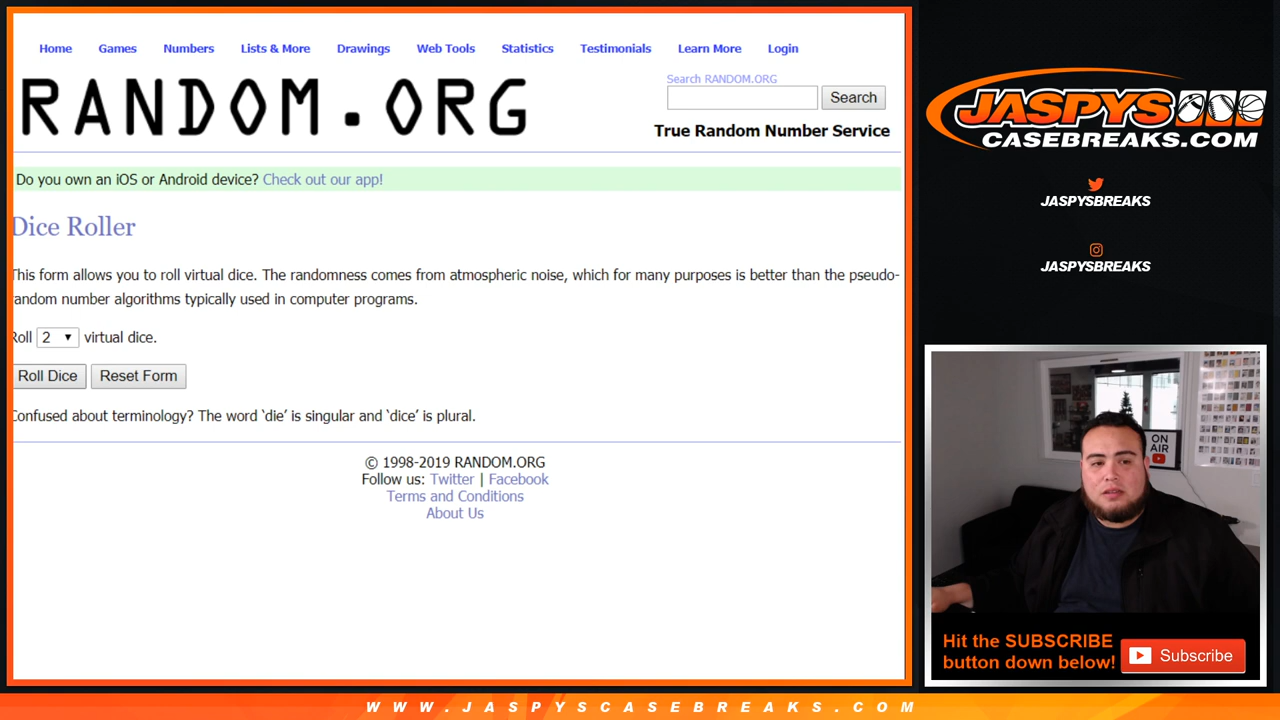 Home Games Numbers Lists & More Drawings Web Tools Statistics Testimonials Learn More Login
RANDOM.ORG
Search RANDOM.ORG
Search
True Random Number Service
Do you own an iOS or Android device? Check out our app!
Dice Roller
This form allows you to roll virtual dice. The randomness comes from atmospheric noise, which for many purposes is better than the pseudo-
random number algorithms typically used in computer programs.
Roll 2 virtual dice.
Roll Dice Reset Form
Confused about terminology? The word ‘die’ is singular and ‘dice’ is plural.
© 1998-2019 RANDOM.ORG
Follow us: Twitter | Facebook
Terms and Conditions
About Us
JASPYS
CASEBREAKS.COM
JASPYSBREAKS
JASPYSBREAKS
ON
AIR
Hit the SUBSCRIBE
button down below!
Subscribe
WWW.JASPYSCASEBREAKS.COM